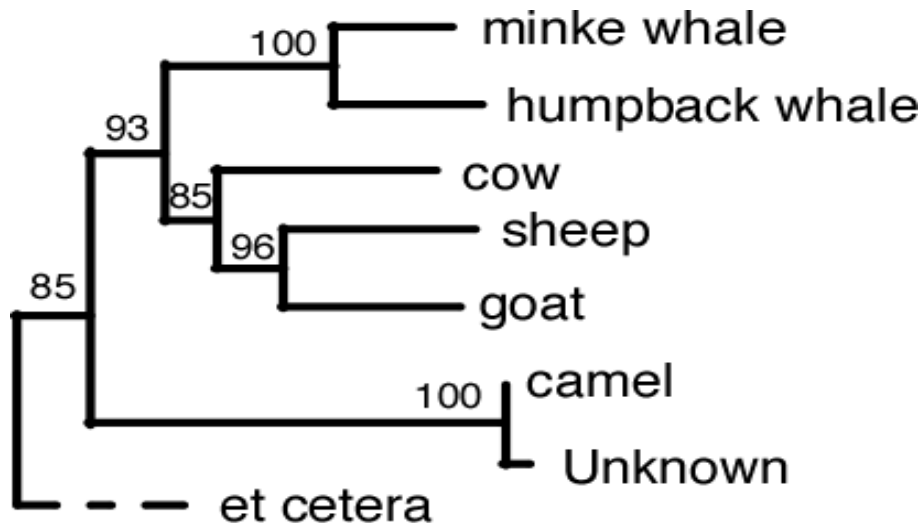 100 minke whale
humpback whale
93
cow
85
sheep
96
85 goat
camel
100
Unknown
et cetera